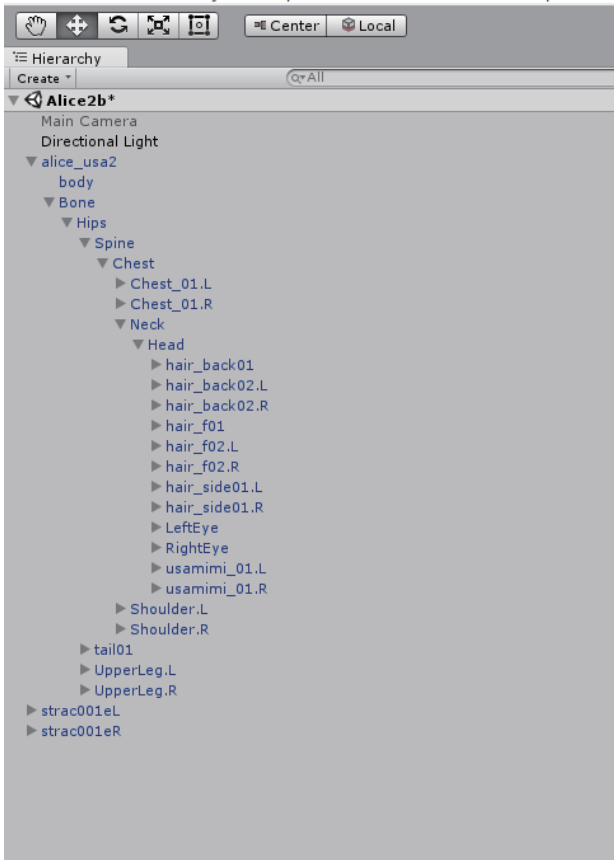 Center Local
Hierarchy
Create All
Alice2b*
Main Camera
Directional Light
alice_usa2
body
Bone
Hips
Spine
Chest
Chest_01.L
Chest_01.R
Neck
Head
hair_back01
hair_back02.L
hair_back02.R
hair_f01
hair_f02.L
hair_f02.R
hair_side01.L
hair_side01.R
LeftEye
RightEye
usamimi_01.L
usamimi_01.R
Shoulder.L
Shoulder.R
tail01
UpperLeg.L
UpperLeg.R
strac001eL
strac001eR